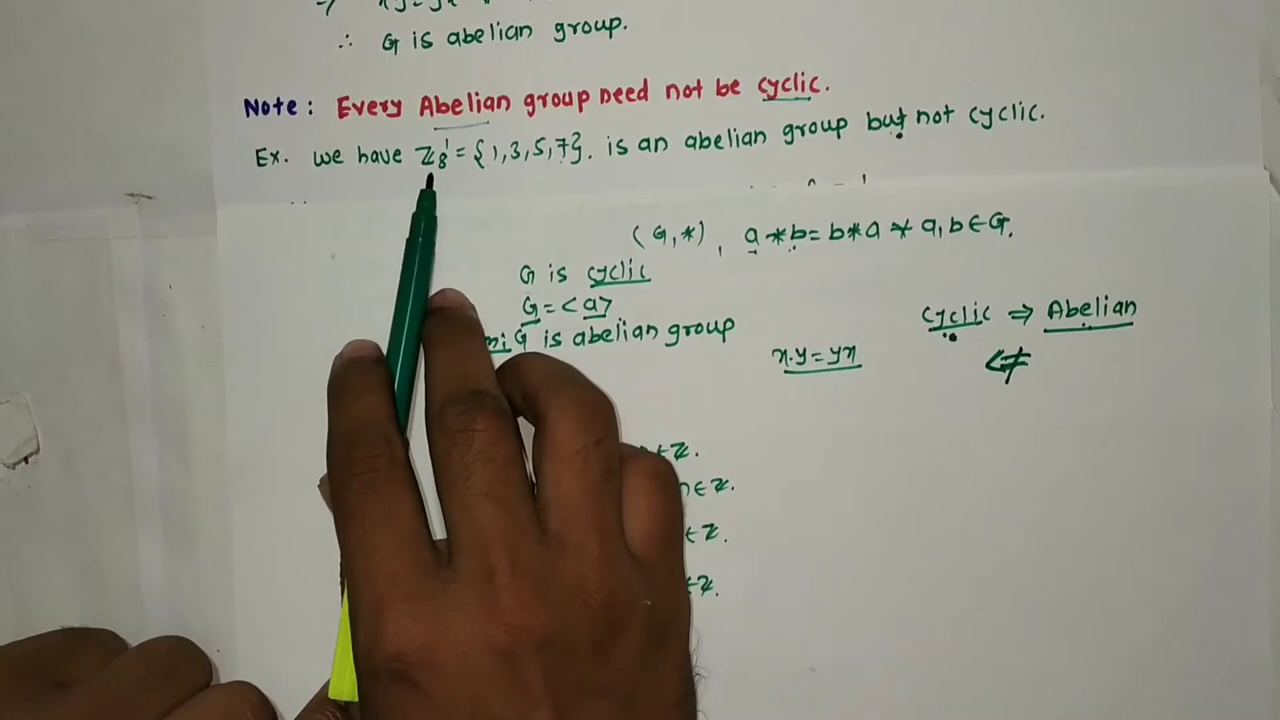 ∴ G is abelian group.
Note: Every Abelian group need not be cyclic.
Ex. we have Z₈' = {1,3,5,7}. is an abelian group but not cyclic.
(G,*), a*b=b*a ∀ a,b∈G.
G is cyclic
G=<a>
G is abelian group
cyclic ⇒ Abelian
x.y=yx
⇍
∈Z.
n∈Z.
∈Z.
∈Z.